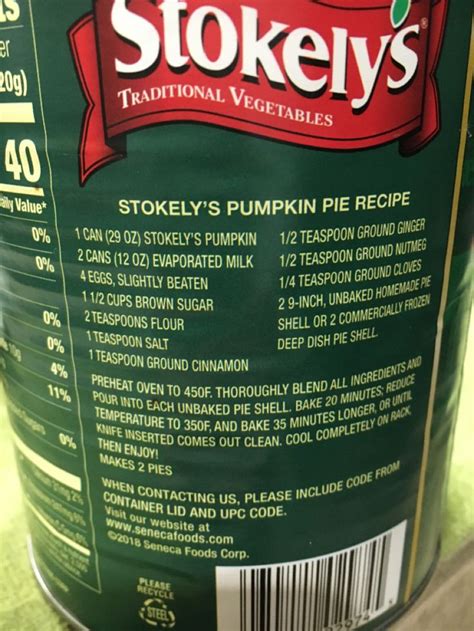 er
20g)
40
aily Value*
0%
0%
0%
0%
4%
11%
0%
Stokely's
TRADITIONAL VEGETABLES
STOKELY'S PUMPKIN PIE RECIPE
1 CAN (29 OZ) STOKELY'S PUMPKIN
2 CANS (12 OZ) EVAPORATED MILK
4 EGGS, SLIGHTLY BEATEN
1 1/2 CUPS BROWN SUGAR
2 TEASPOONS FLOUR
1 TEASPOON SALT
1 TEASPOON GROUND CINNAMON
1/2 TEASPOON GROUND GINGER
1/2 TEASPOON GROUND NUTMEG
1/4 TEASPOON GROUND CLOVES
2 9-INCH, UNBAKED HOMEMADE PIE
SHELL OR 2 COMMERCIALLY FROZEN
DEEP DISH PIE SHELL.
PREHEAT OVEN TO 450F. THOROUGHLY BLEND ALL INGREDIENTS AND
POUR INTO EACH UNBAKED PIE SHELL. BAKE 20 MINUTES; REDUCE
TEMPERATURE TO 350F, AND BAKE 35 MINUTES LONGER, OR UNTIL
KNIFE INSERTED COMES OUT CLEAN. COOL COMPLETELY ON RACK,
THEN ENJOY!
MAKES 2 PIES
WHEN CONTACTING US, PLEASE INCLUDE CODE FROM
CONTAINER LID AND UPC CODE.
Visit our website at
www.senecafoods.com
©2018 Seneca Foods Corp.
PLEASE
RECYCLE
STEEL